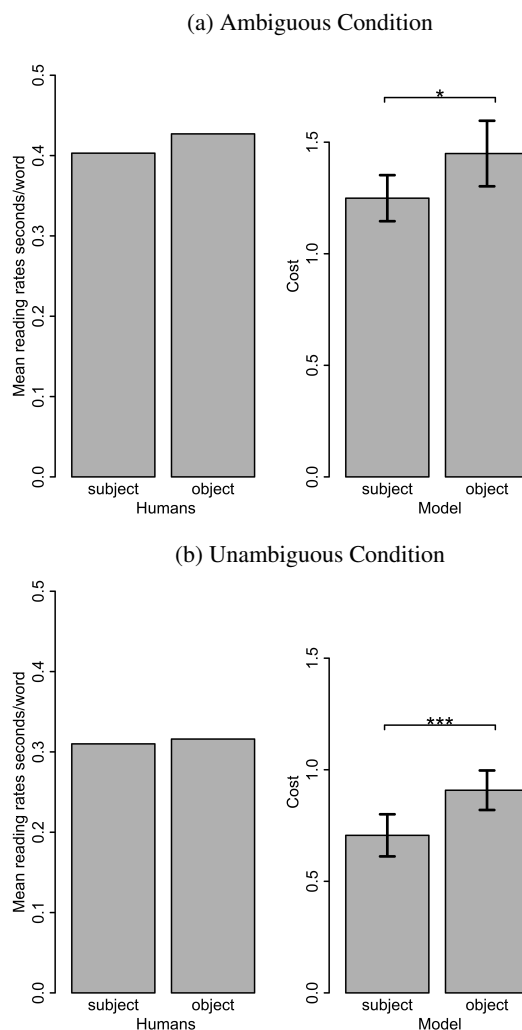 (a) Ambiguous Condition
Mean reading rates seconds/word
0.0 0.1 0.2 0.3 0.4 0.5
subject object
Humans
Cost
0.0 0.5 1.0 1.5
*
subject object
Model
(b) Unambiguous Condition
Mean reading rates seconds/word
0.0 0.1 0.2 0.3 0.4 0.5
subject object
Humans
Cost
0.0 0.5 1.0 1.5
***
subject object
Model